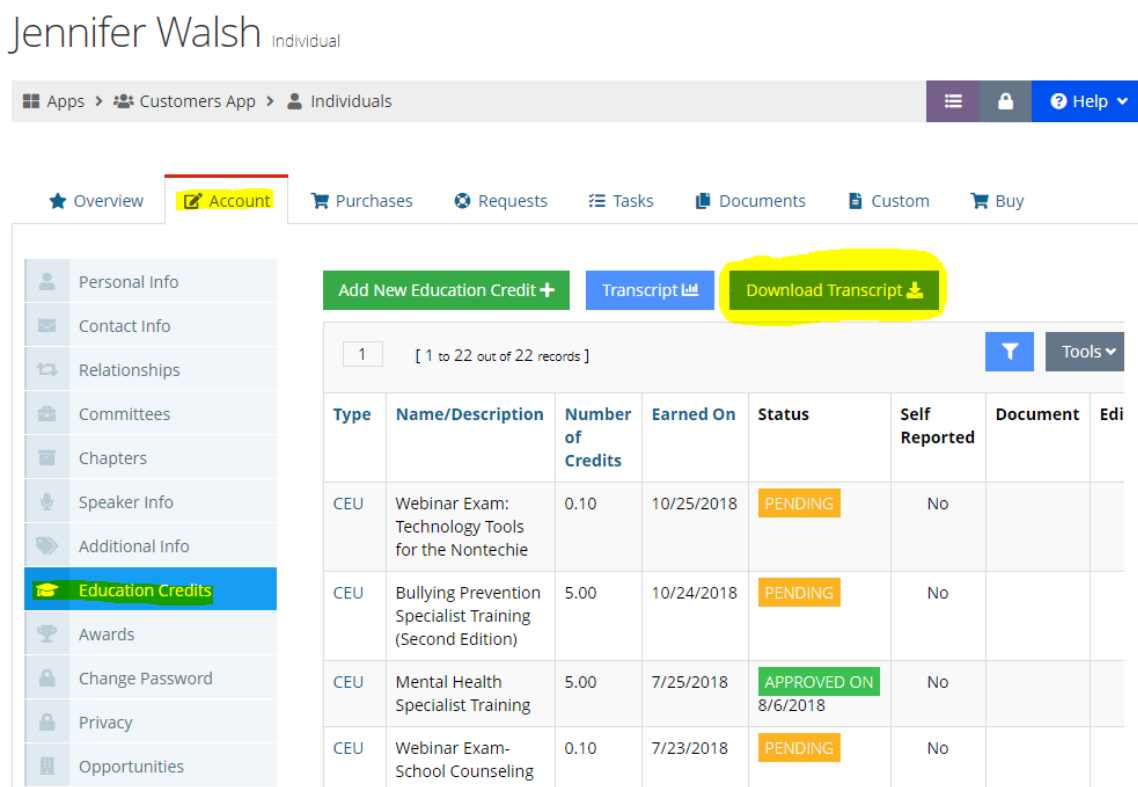 Jennifer Walsh Individual
Apps > Customers App > Individuals
Help
Overview Account Purchases Requests Tasks Documents Custom Buy
Personal Info
Contact Info
Relationships
Committees
Chapters
Speaker Info
Additional Info
Education Credits
Awards
Change Password
Privacy
Opportunities
Add New Education Credit + Transcript Download Transcript
1 [ 1 to 22 out of 22 records ] Tools
Type Name/Description Number of Credits Earned On Status Self Reported Document Edi
CEU Webinar Exam: 0.10 10/25/2018 PENDING No
Technology Tools
for the Nontechie
CEU Bullying Prevention 5.00 10/24/2018 PENDING No
Specialist Training
(Second Edition)
CEU Mental Health 5.00 7/25/2018 APPROVED ON No
Specialist Training 8/6/2018
CEU Webinar Exam- 0.10 7/23/2018 PENDING No
School Counseling